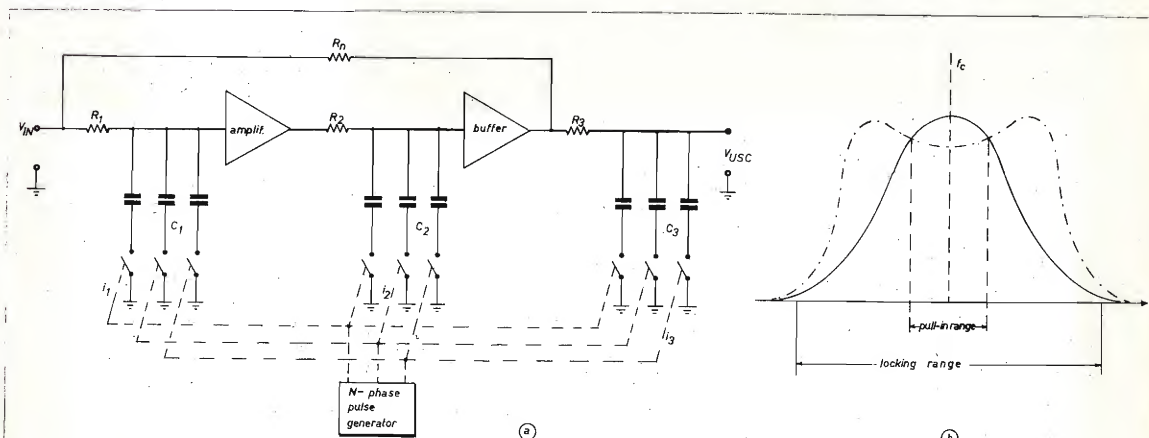 Rn
VIN
R1
amplif.
R2
buffer
R3
VUSC
C1
C2
C3
i1
i2
i3
N- phase
pulse
generator
a
fc
pull-in range
locking range
b